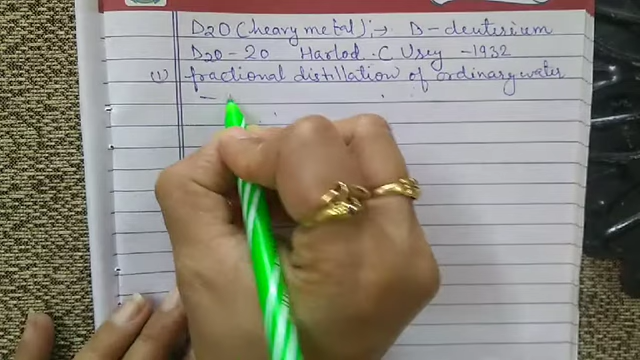 D2O (heavy metal) :→ D - deuterium
D2O - 20 Harlod . C Urey - 1932
(1) fractional distillation of ordinary water